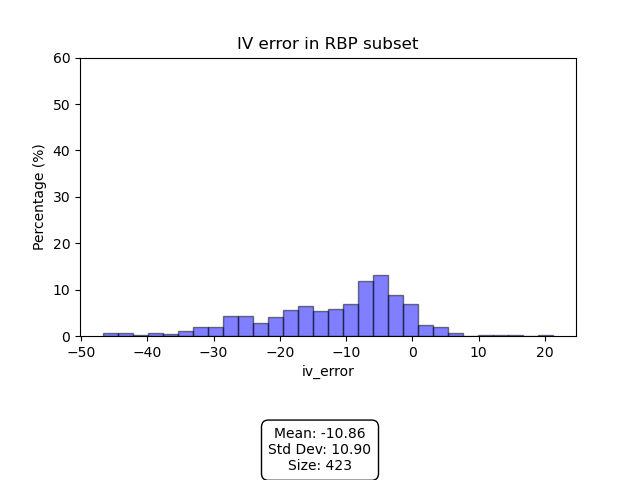 IV error in RBP subset
60
50
40
30
20
10
0
Percentage (%)
−50 −40 −30 −20 −10 0 10 20
iv_error
Mean: -10.86
Std Dev: 10.90
Size: 423